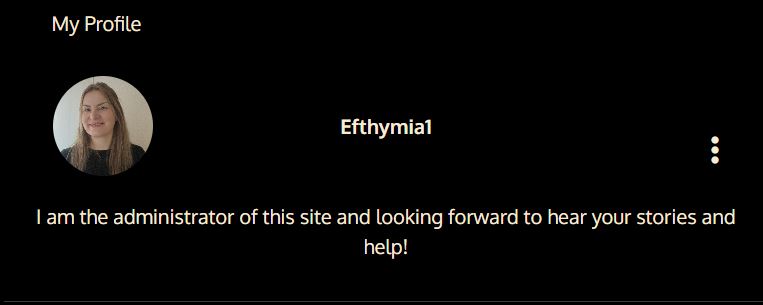 My Profile
Efthymia1
I am the administrator of this site and looking forward to hear your stories and
help!